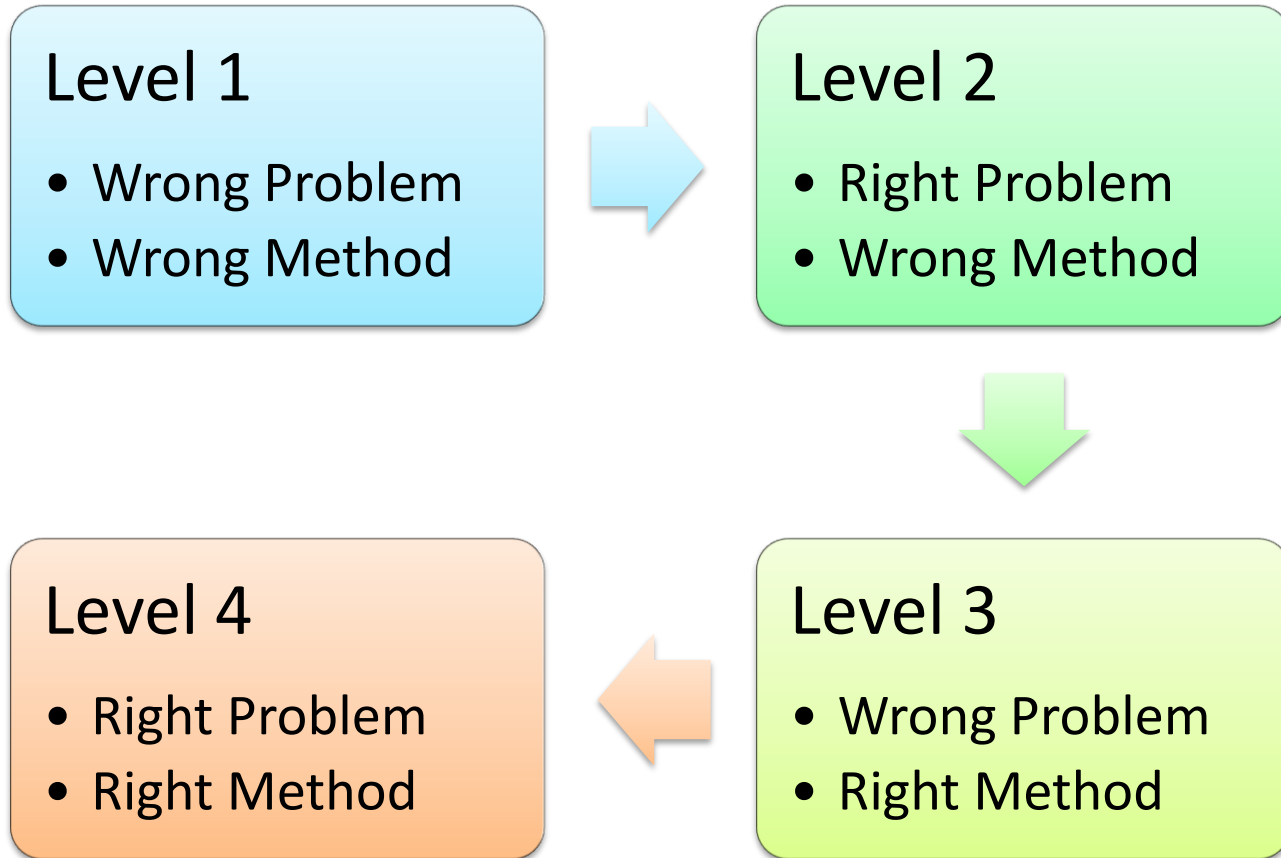 Level 1
• Wrong Problem
• Wrong Method
Level 2
• Right Problem
• Wrong Method
Level 3
• Wrong Problem
• Right Method
Level 4
• Right Problem
• Right Method